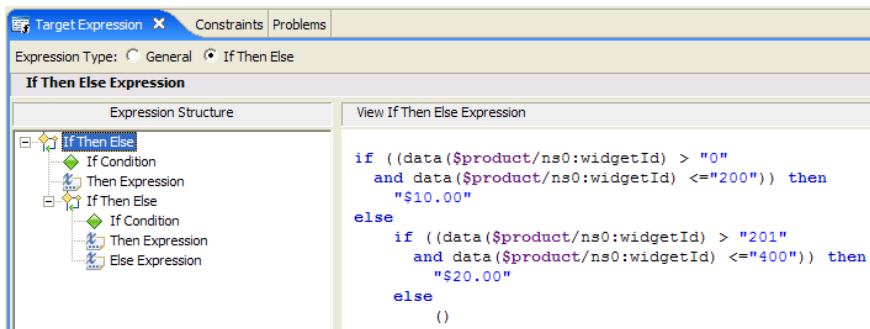 Target Expression Constraints Problems
Expression Type: General If Then Else
If Then Else Expression
Expression Structure
View If Then Else Expression
If Then Else
If Condition
Then Expression
If Then Else
If Condition
Then Expression
Else Expression
if ((data($product/ns0:widgetId) > "0"
and data($product/ns0:widgetId) <="200")) then
"$10.00"
else
if ((data($product/ns0:widgetId) > "201"
and data($product/ns0:widgetId) <="400")) then
"$20.00"
else
()